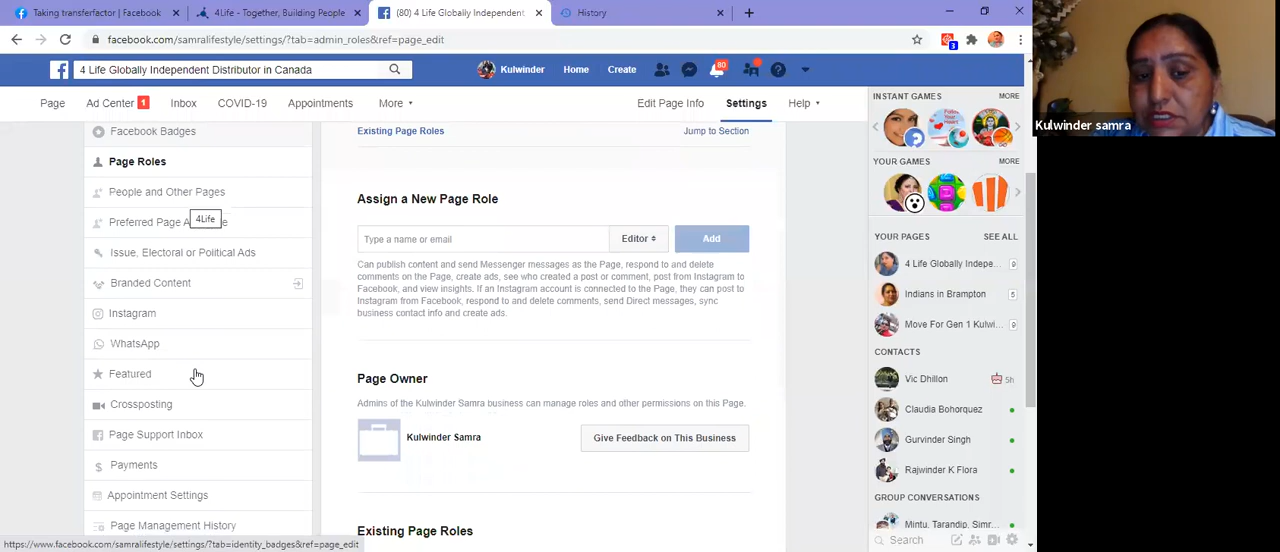 Taking transferfactor | Facebook
4Life - Together, Building People
(80) 4 Life Globally Independent
History
facebook.com/samralifestyle/settings/?tab=admin_roles&ref=page_edit
3
4 Life Globally Independent Distributor in Canada
Kulwinder
Home
Create
80
Page
Ad Center 1
Inbox
COVID-19
Appointments
More
Edit Page Info
Settings
Help
Facebook Badges
Page Roles
People and Other Pages
Preferred Page A
4Life
Issue, Electoral or Political Ads
Branded Content
Instagram
WhatsApp
Featured
Crossposting
Page Support Inbox
Payments
Appointment Settings
Page Management History
https://www.facebook.com/samralifestyle/settings/?tab=identity_badges&ref=page_edit
Existing Page Roles
Jump to Section
Assign a New Page Role
Type a name or email
Editor
Add
Can publish content and send Messenger messages as the Page, respond to and delete
comments on the Page, create ads, see who created a post or comment, post from Instagram to
Facebook, and view insights. If an Instagram account is connected to the Page, they can post to
Instagram from Facebook, respond to and delete comments, send Direct messages, sync
business contact info and create ads.
Page Owner
Admins of the Kulwinder Samra business can manage roles and other permissions on this Page.
Kulwinder Samra
Give Feedback on This Business
Existing Page Roles
INSTANT GAMES
MORE
YOUR GAMES
MORE
YOUR PAGES
SEE ALL
4 Life Globally Indepe... 9
Indians in Brampton 5
Move For Gen 1 Kulwi... 9
CONTACTS
Vic Dhillon 5h
Claudia Bohorquez
Gurvinder Singh
Rajwinder K Flora
GROUP CONVERSATIONS
Mintu, Tarandip, Simr...
Search
Kulwinder samra